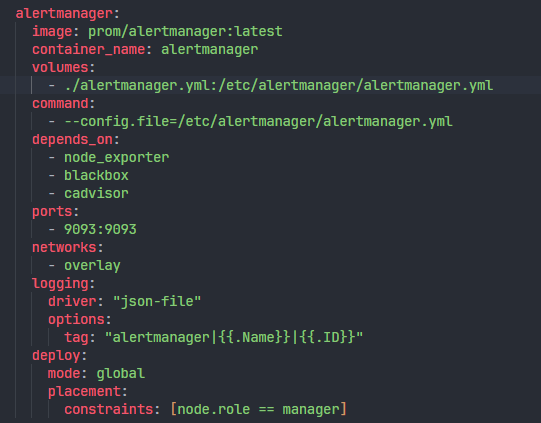 alertmanager:
  image: prom/alertmanager:latest
  container_name: alertmanager
  volumes:
    - ./alertmanager.yml:/etc/alertmanager/alertmanager.yml
  command:
    - --config.file=/etc/alertmanager/alertmanager.yml
  depends_on:
    - node_exporter
    - blackbox
    - cadvisor
  ports:
    - 9093:9093
  networks:
    - overlay
  logging:
    driver: "json-file"
    options:
      tag: "alertmanager|{{.Name}}|{{.ID}}"
  deploy:
    mode: global
    placement:
      constraints: [node.role == manager]